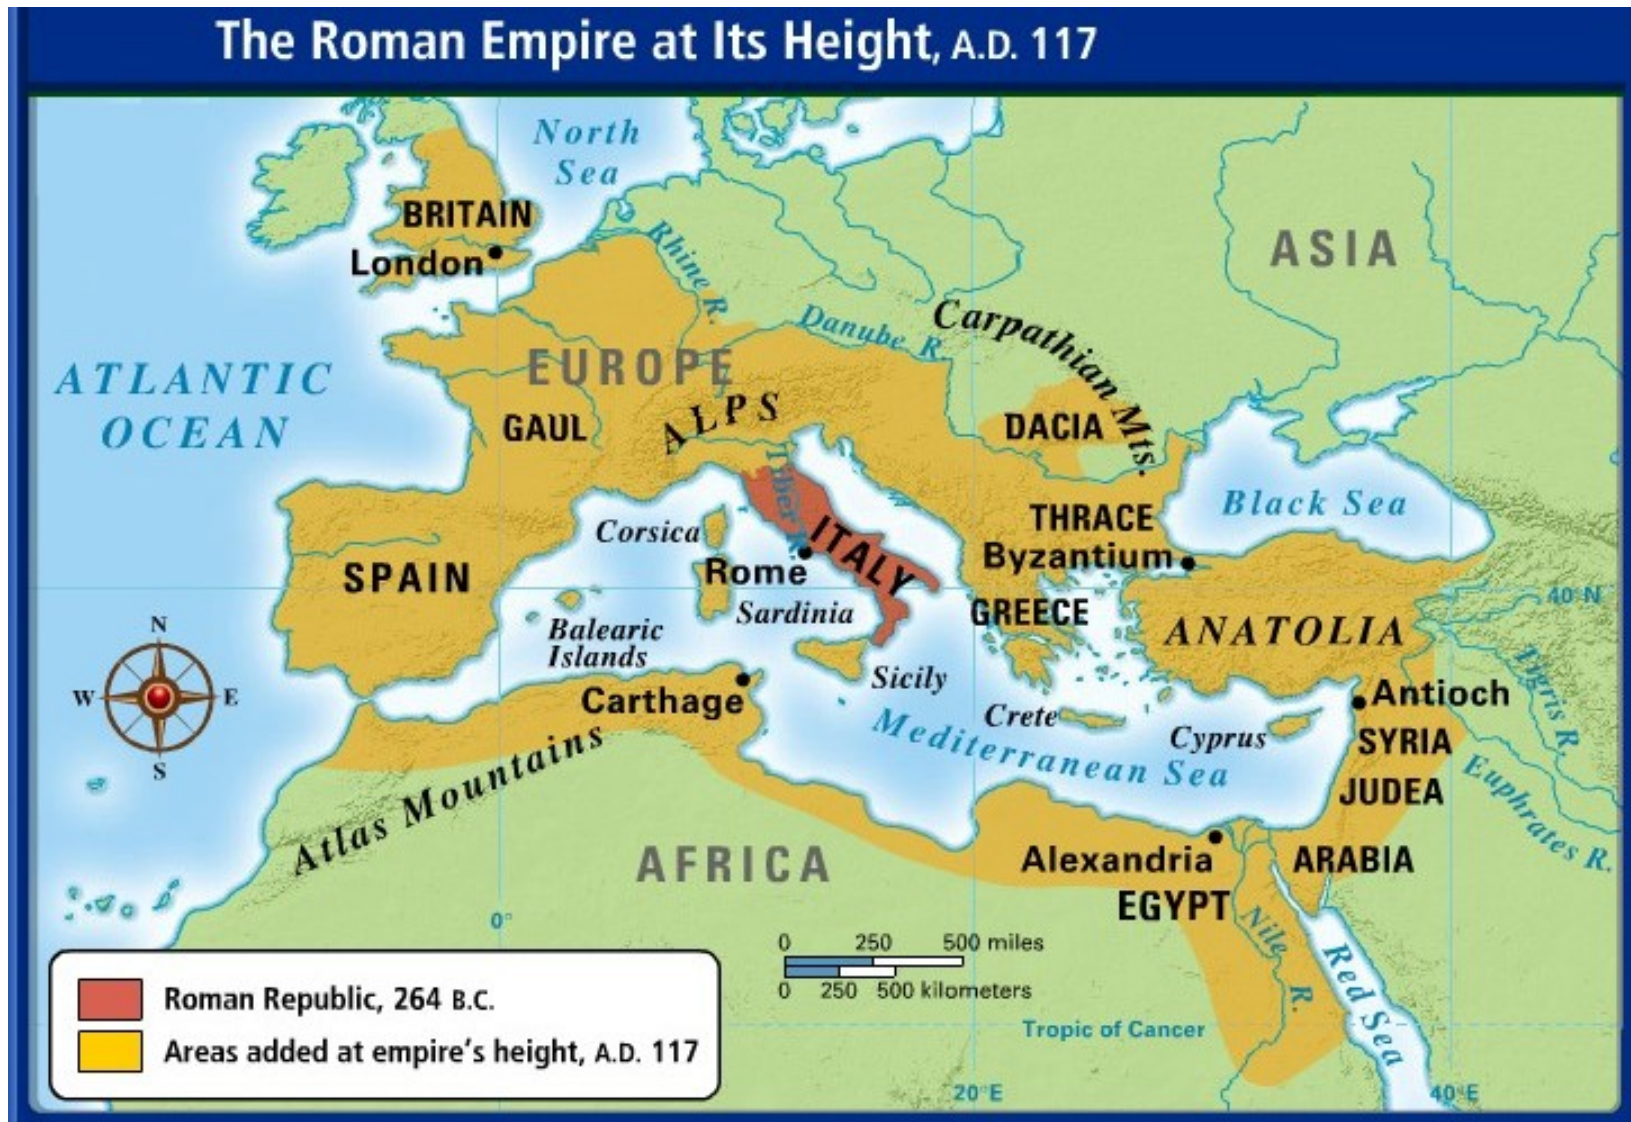 The Roman Empire at Its Height, A.D. 117
North
Sea
BRITAIN
London
Rhine R.
ASIA
ATLANTIC
OCEAN
EUROPE
Danube R.
Carpathian Mts.
GAUL
ALPS
DACIA
Tiber R.
Black Sea
Corsica
ITALY
THRACE
Byzantium
SPAIN
Rome
Sardinia
GREECE
ANATOLIA
40°N
N
W
E
S
Balearic
Islands
Sicily
Carthage
Crete
Cyprus
Antioch
Tigris R.
SYRIA
Mediterranean Sea
JUDEA
Euphrates R.
Atlas Mountains
AFRICA
Alexandria
ARABIA
EGYPT
Nile R.
Red Sea
0°
0 250 500 miles
0 250 500 kilometers
Tropic of Cancer
20°E
40°E
Roman Republic, 264 B.C.
Areas added at empire's height, A.D. 117